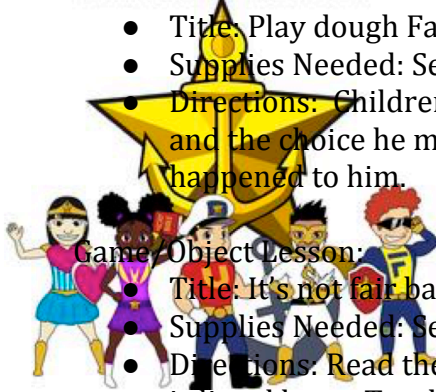 ● Title: Play dough Fa
● Supplies Needed: Se
● Directions: Children
and the choice he m
happened to him.
Game/Object Lesson:
● Title: It's not fair ba
● Supplies Needed: Se
● Directions: Read the
F